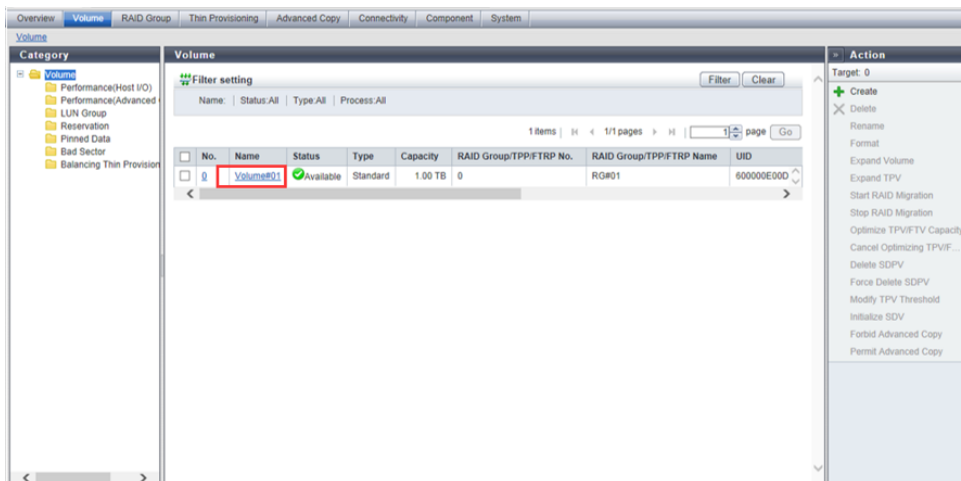 Overview Volume RAID Group Thin Provisioning Advanced Copy Connectivity Component System
Volume
Category
Volume
Performance(Host I/O)
Performance(Advanced
LUN Group
Reservation
Pinned Data
Bad Sector
Balancing Thin Provision
Volume
Filter setting Filter Clear
Name: Status:All Type:All Process:All
1 items 1/1 pages 1 page Go
No. Name Status Type Capacity RAID Group/TPP/FTRP No. RAID Group/TPP/FTRP Name UID
0 Volume#01 Available Standard 1.00 TB 0 RG#01 600000E00D
Action
Target: 0
Create
Delete
Rename
Format
Expand Volume
Expand TPV
Start RAID Migration
Stop RAID Migration
Optimize TPV/FTV Capacity
Cancel Optimizing TPV/F...
Delete SDPV
Force Delete SDPV
Modify TPV Threshold
Initialize SDV
Forbid Advanced Copy
Permit Advanced Copy